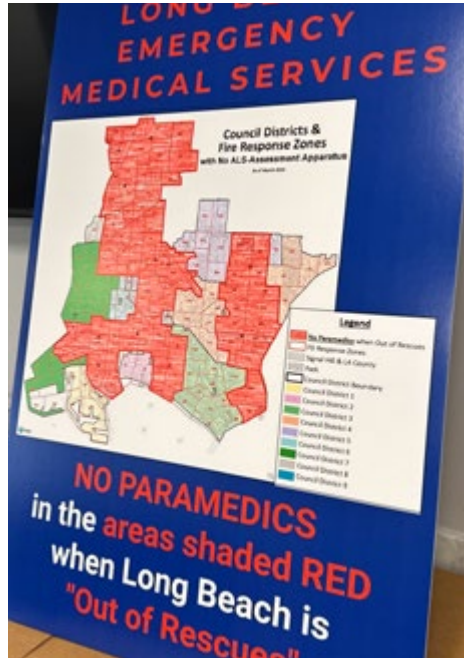 LONG
EMERGENCY
MEDICAL SERVICES
Council Districts &
Fire Response Zones
with No ALS-Assessment Apparatus
Legend
No Paramedics when Out of Rescues
FD Response Zones
Signal Hill & LA County
Park
Council District Boundary
Council District 1
Council District 2
Council District 3
Council District 4
Council District 5
Council District 6
Council District 7
Council District 8
Council District 9
NO PARAMEDICS
in the areas shaded RED
when Long Beach is
"Out of Rescues"